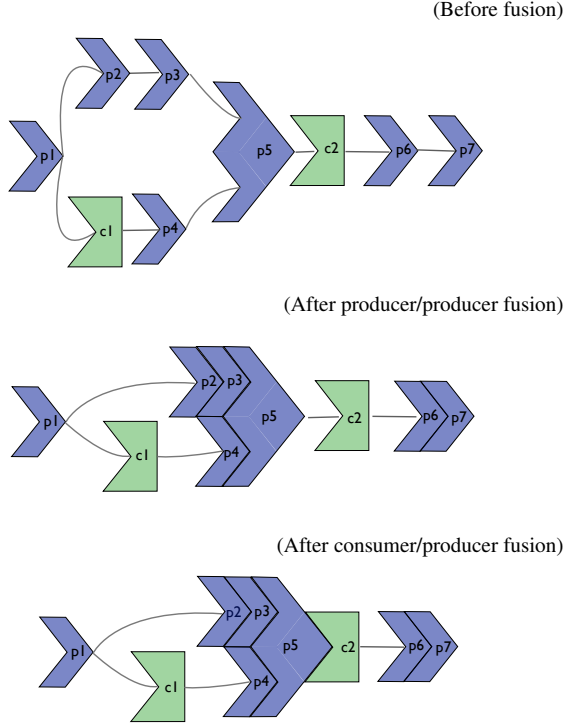 (Before fusion)
p2
p3
p1
p5
c2
p6
p7
c1
p4
(After producer/producer fusion)
p2
p3
p1
p5
c2
p6
p7
c1
p4
(After consumer/producer fusion)
p2
p3
p1
p5
c2
p6
p7
c1
p4